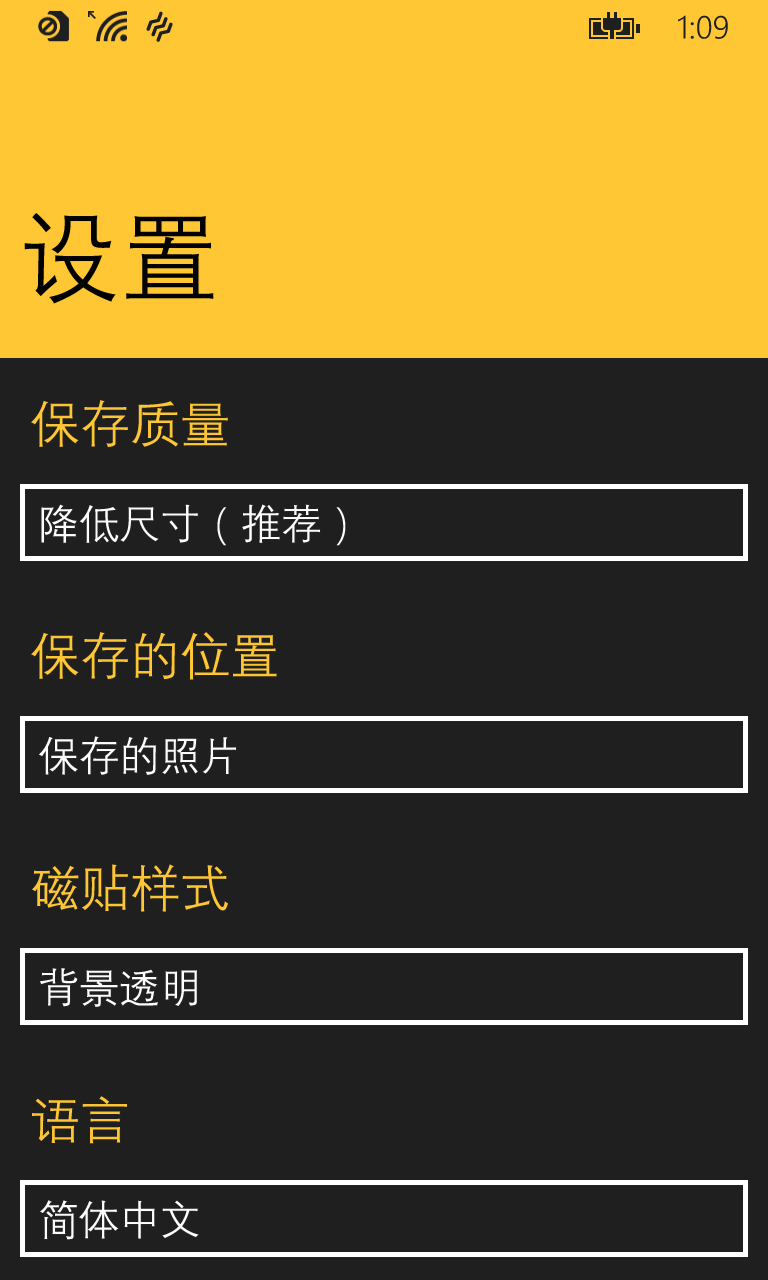 1:09
设置
保存质量
降低尺寸（推荐）
保存的位置
保存的照片
磁贴样式
背景透明
语言
简体中文